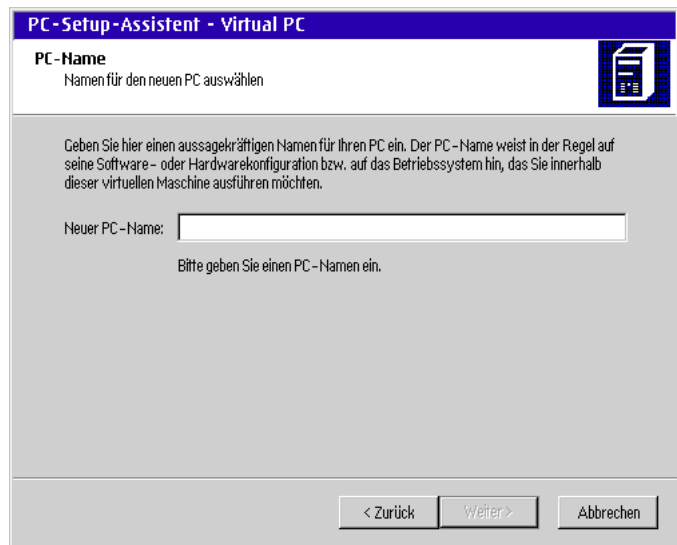 PC-Setup-Assistent - Virtual PC
PC-Name
Namen für den neuen PC auswählen
Geben Sie hier einen aussagekräftigen Namen für Ihren PC ein. Der PC-Name weist in der Regel auf
seine Software- oder Hardwarekonfiguration bzw. auf das Betriebssystem hin, das Sie innerhalb
dieser virtuellen Maschine ausführen möchten.
Neuer PC-Name:
Bitte geben Sie einen PC-Namen ein.
< Zurück Weiter > Abbrechen